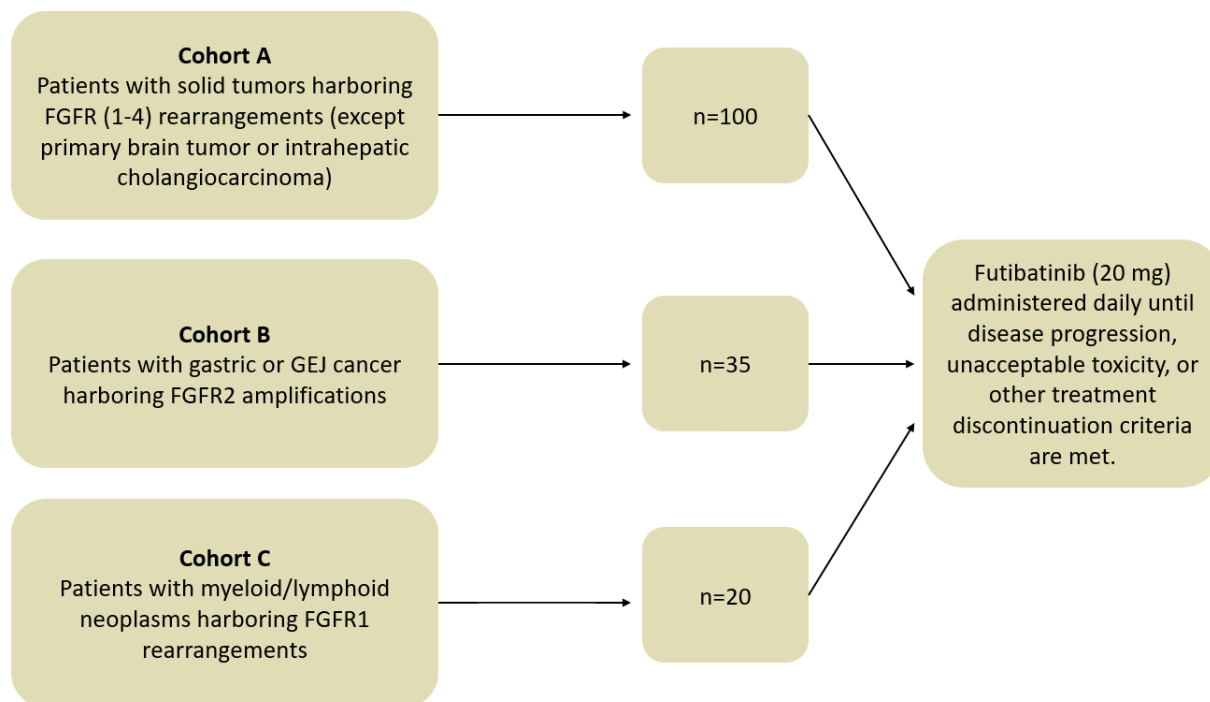 Cohort A
Patients with solid tumors harboring
FGFR (1-4) rearrangements (except
primary brain tumor or intrahepatic
cholangiocarcinoma)
n=100
Cohort B
Patients with gastric or GEJ cancer
harboring FGFR2 amplifications
n=35
Cohort C
Patients with myeloid/lymphoid
neoplasms harboring FGFR1
rearrangements
n=20
Futibatinib (20 mg)
administered daily until
disease progression,
unacceptable toxicity, or
other treatment
discontinuation criteria
are met.